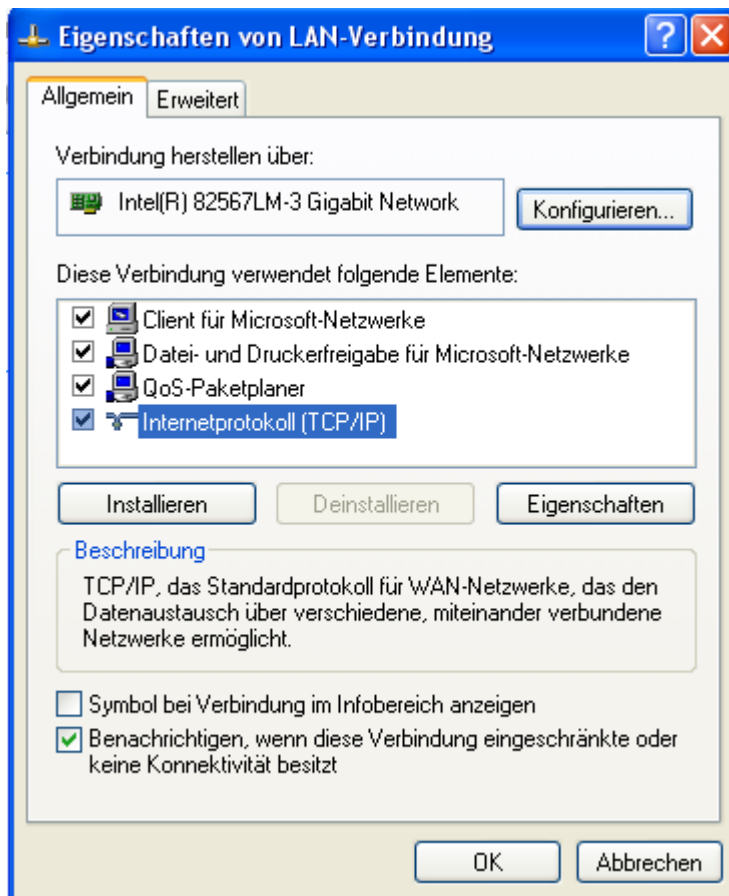 Eigenschaften von LAN-Verbindung
Allgemein
Erweitert
Verbindung herstellen über:
Intel(R) 82567LM-3 Gigabit Network
Konfigurieren...
Diese Verbindung verwendet folgende Elemente:
Client für Microsoft-Netzwerke
Datei- und Druckerfreigabe für Microsoft-Netzwerke
QoS-Paketplaner
Internetprotokoll (TCP/IP)
Installieren
Deinstallieren
Eigenschaften
Beschreibung
TCP/IP, das Standardprotokoll für WAN-Netzwerke, das den
Datenaustausch über verschiedene, miteinander verbundene
Netzwerke ermöglicht.
Symbol bei Verbindung im Infobereich anzeigen
Benachrichtigen, wenn diese Verbindung eingeschränkte oder
keine Konnektivität besitzt
OK
Abbrechen